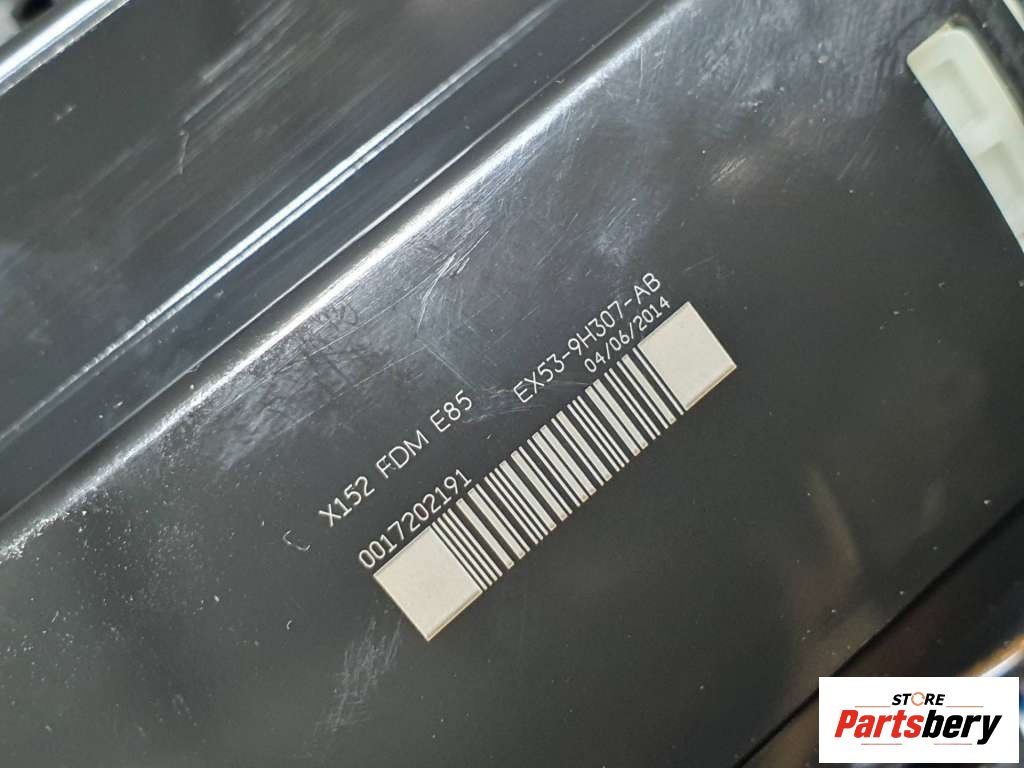 X152 FDM E85 EX53-9H307-AB
0017202191 04/06/2014
STORE
Partsbery